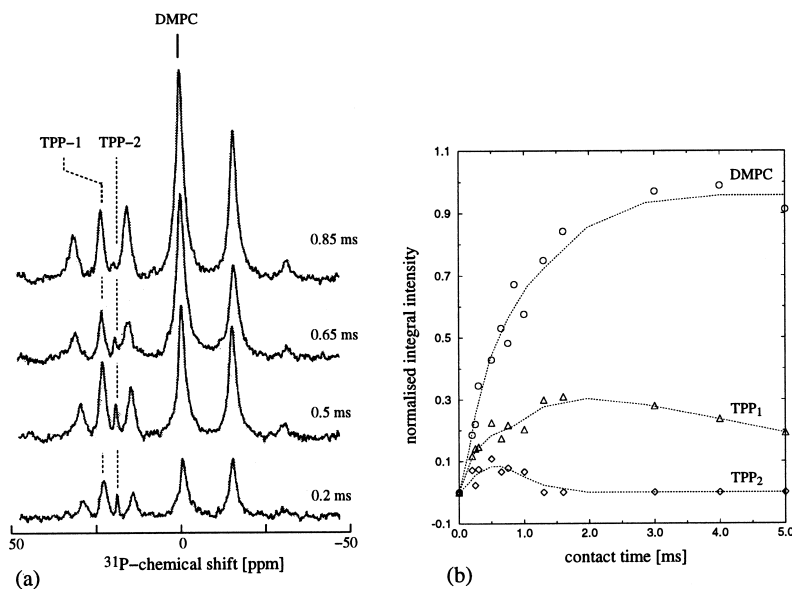 DMPC
TPP-1 TPP-2
0.85 ms
0.65 ms
0.5 ms
0.2 ms
50 0 -50
31P-chemical shift [ppm]
(a)
normalised integral intensity
1.1
0.9
0.7
0.5
0.3
0.1
-0.1
DMPC
TPP1
TPP2
0.0 1.0 2.0 3.0 4.0 5.0
contact time [ms]
(b)